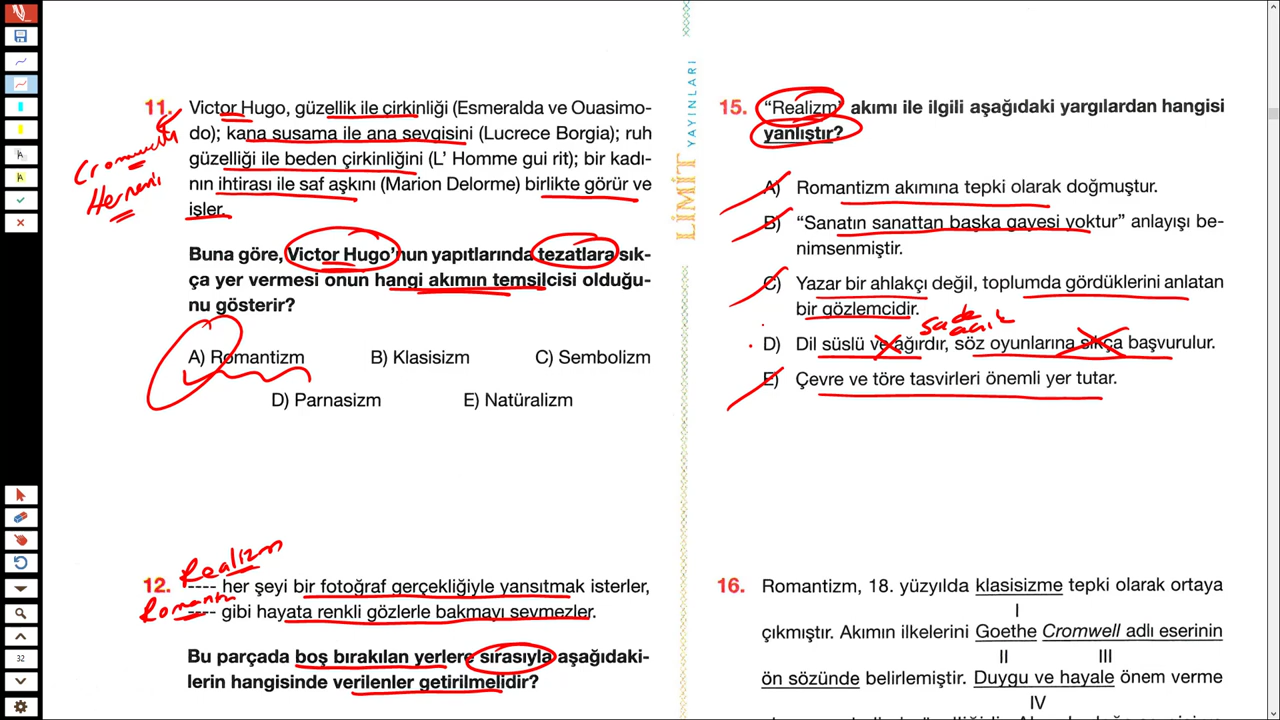 11. Victor Hugo, güzellik ile çirkinliği (Esmeralda ve Ouasimo-
do); kana susama ile ana sevgisini (Lucrece Borgia); ruh
güzelliği ile beden çirkinliğini (L' Homme gui rit); bir kadı-
nın ihtirası ile saf aşkını (Marion Delorme) birlikte görür ve
işler.
Hernani
Buna göre, Victor Hugo'nun yapıtlarında tezatlara sık-
ça yer vermesi onun hangi akımın temsilcisi olduğu-
nu gösterir?
A) Romantizm B) Klasisizm C) Sembolizm
D) Parnasizm E) Natüralizm
Realizm
12. ---- her şeyi bir fotoğraf gerçekliğiyle yansıtmak isterler,
---- gibi hayata renkli gözlerle bakmayı sevmezler.
Bu parçada boş bırakılan yerlere sırasıyla aşağıdaki-
lerin hangisinde verilenler getirilmelidir?
LİMİT YAYINLARI
15. “Realizm” akımı ile ilgili aşağıdaki yargılardan hangisi
yanlıştır?
A) Romantizm akımına tepki olarak doğmuştur.
B) “Sanatın sanattan başka gayesi yoktur” anlayışı be-
nimsenmiştir.
C) Yazar bir ahlakçı değil, toplumda gördüklerini anlatan
bir gözlemcidir.
sade
açık
D) Dil süslü ve ağırdır, söz oyunlarına sıkça başvurulur.
E) Çevre ve töre tasvirleri önemli yer tutar.
16. Romantizm, 18. yüzyılda klasisizme tepki olarak ortaya
I
çıkmıştır. Akımın ilkelerini Goethe Cromwell adlı eserinin
II III
ön sözünde belirlemiştir. Duygu ve hayale önem verme
IV
32